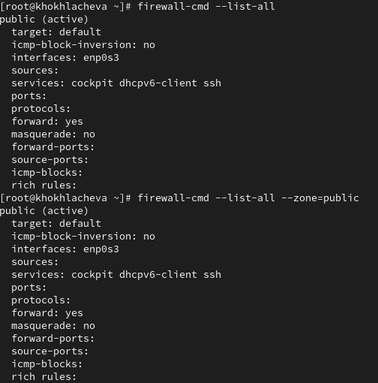 [root@khokhlacheva ~]# firewall-cmd --list-all
public (active)
  target: default
  icmp-block-inversion: no
  interfaces: enp0s3
  sources:
  services: cockpit dhcpv6-client ssh
  ports:
  protocols:
  forward: yes
  masquerade: no
  forward-ports:
  source-ports:
  icmp-blocks:
  rich rules:
[root@khokhlacheva ~]# firewall-cmd --list-all --zone=public
public (active)
  target: default
  icmp-block-inversion: no
  interfaces: enp0s3
  sources:
  services: cockpit dhcpv6-client ssh
  ports:
  protocols:
  forward: yes
  masquerade: no
  forward-ports:
  source-ports:
  icmp-blocks:
  rich rules: